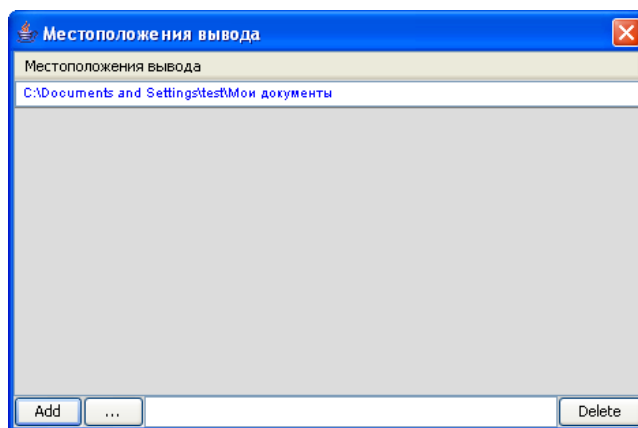 Местоположения вывода
Местоположения вывода
C:\Documents and Settings\test\Мои документы
Add ... Delete